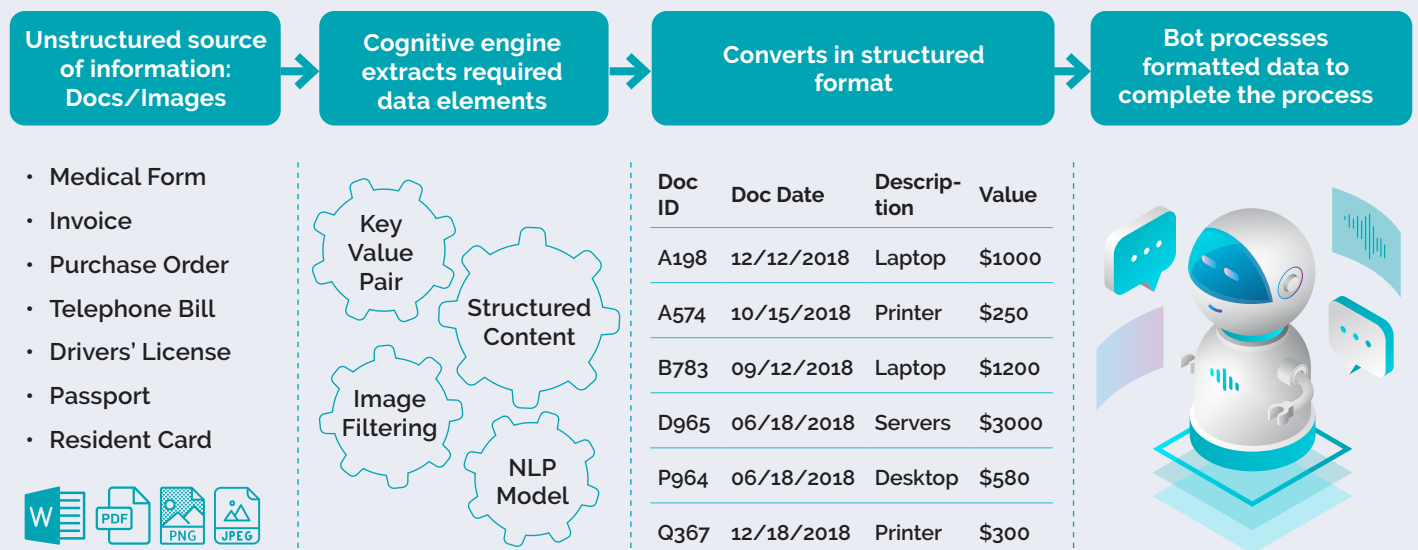 Unstructured source
of information:
Docs/Images
Cognitive engine
extracts required
data elements
Converts in structured
format
Bot processes
formatted data to
complete the process
• Medical Form
• Invoice
• Purchase Order
• Telephone Bill
• Drivers’ License
• Passport
• Resident Card
W
PDF
PNG
JPEG
Key
Value
Pair
Structured
Content
Image
Filtering
NLP
Model
Doc
ID
Doc Date
Descrip-
tion
Value
A198 12/12/2018 Laptop $1000
A574 10/15/2018 Printer $250
B783 09/12/2018 Laptop $1200
D965 06/18/2018 Servers $3000
P964 06/18/2018 Desktop $580
Q367 12/18/2018 Printer $300